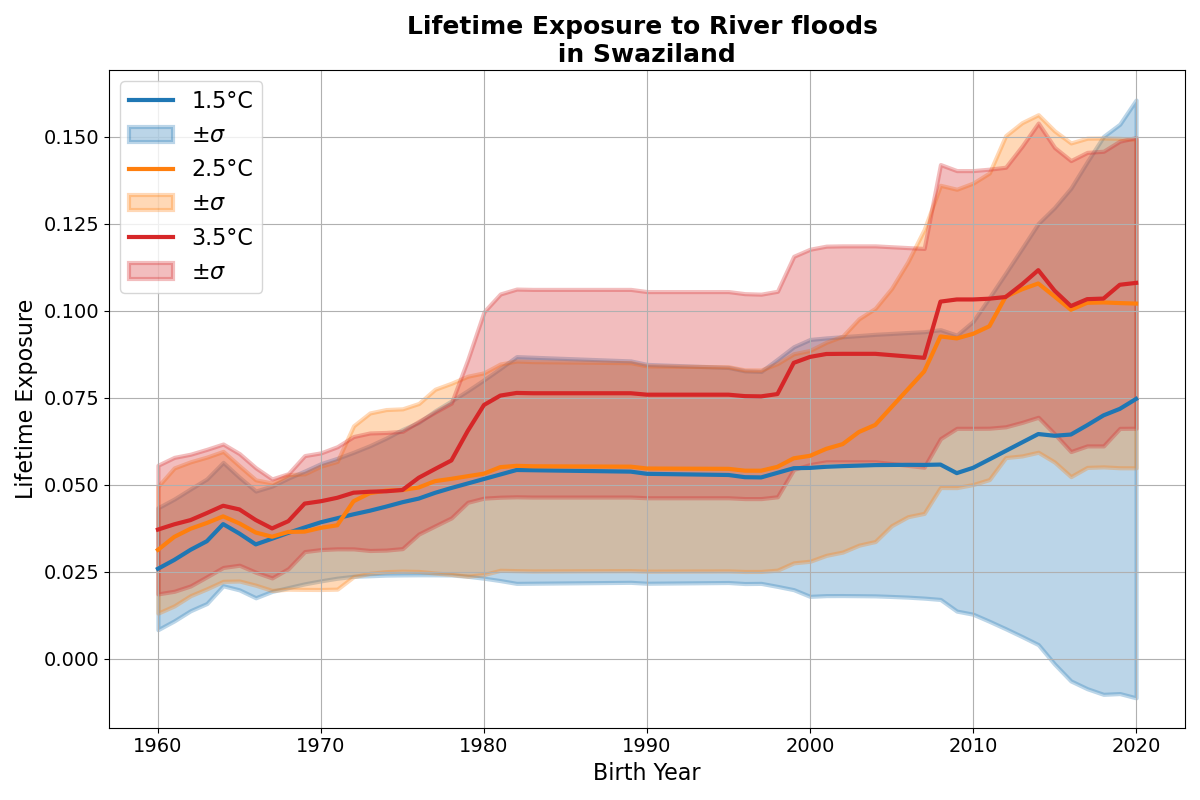 Lifetime Exposure to River floods
in Swaziland
1.5°C
±σ
2.5°C
±σ
3.5°C
±σ
Lifetime Exposure
0.150
0.125
0.100
0.075
0.050
0.025
0.000
1960 1970 1980 1990 2000 2010 2020
Birth Year